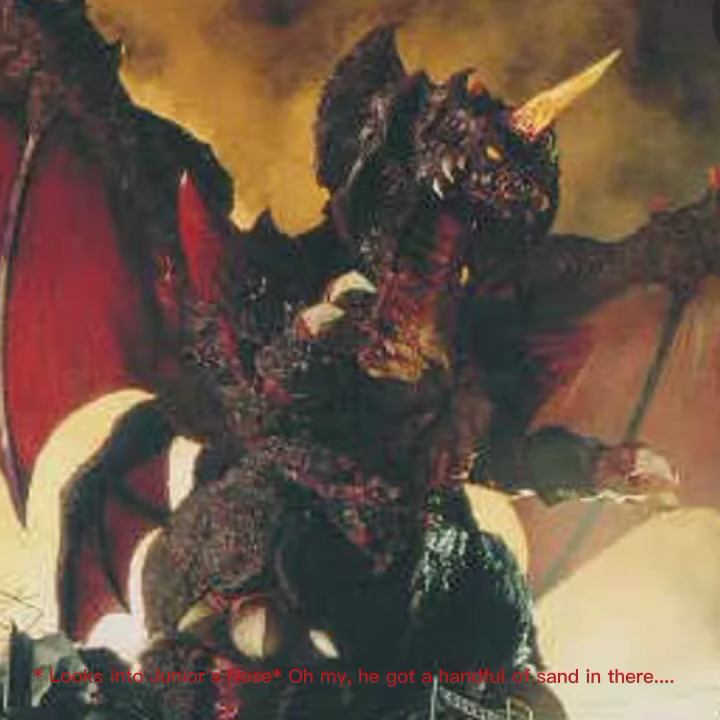 * Looks into Junior's Nose* Oh my, he got a handful of sand in there....